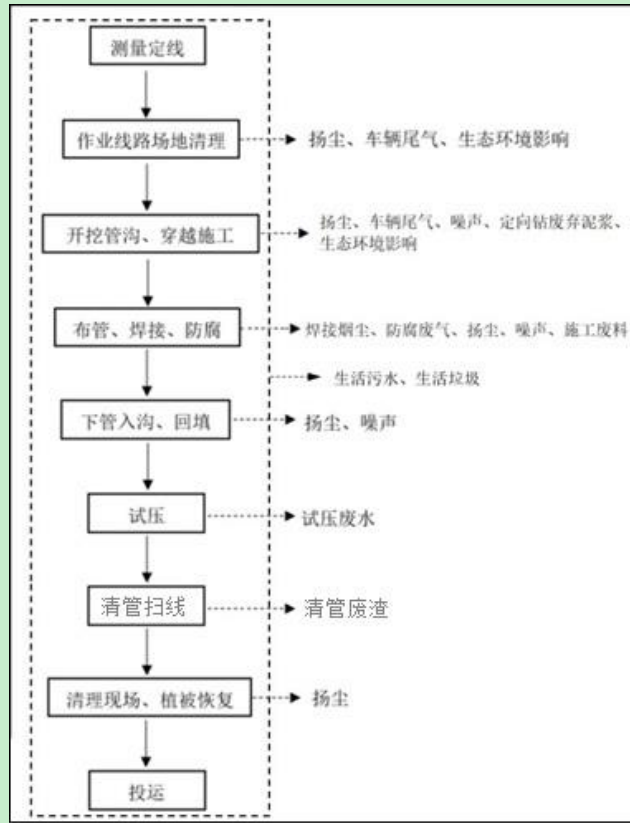 测量定线
作业线路场地清理
扬尘、车辆尾气、生态环境影响
开挖管沟、穿越施工
扬尘、车辆尾气、噪声、定向钻废弃泥浆、
生态环境影响
布管、焊接、防腐
焊接烟尘、防腐废气、扬尘、噪声、施工废料
生活污水、生活垃圾
下管入沟、回填
扬尘、噪声
试压
试压废水
清管扫线
清管废渣
清理现场、植被恢复
扬尘
投运